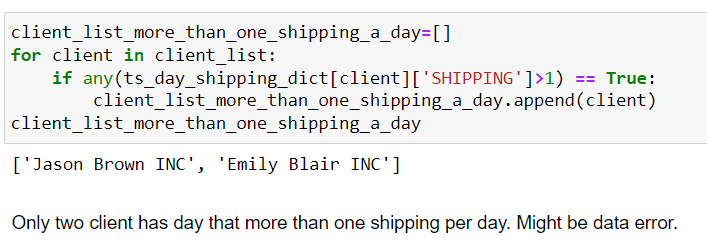 client_list_more_than_one_shipping_a_day=[]
for client in client_list:
    if any(ts_day_shipping_dict[client]['SHIPPING']>1) == True:
        client_list_more_than_one_shipping_a_day.append(client)
client_list_more_than_one_shipping_a_day
['Jason Brown INC', 'Emily Blair INC']
Only two client has day that more than one shipping per day. Might be data error.